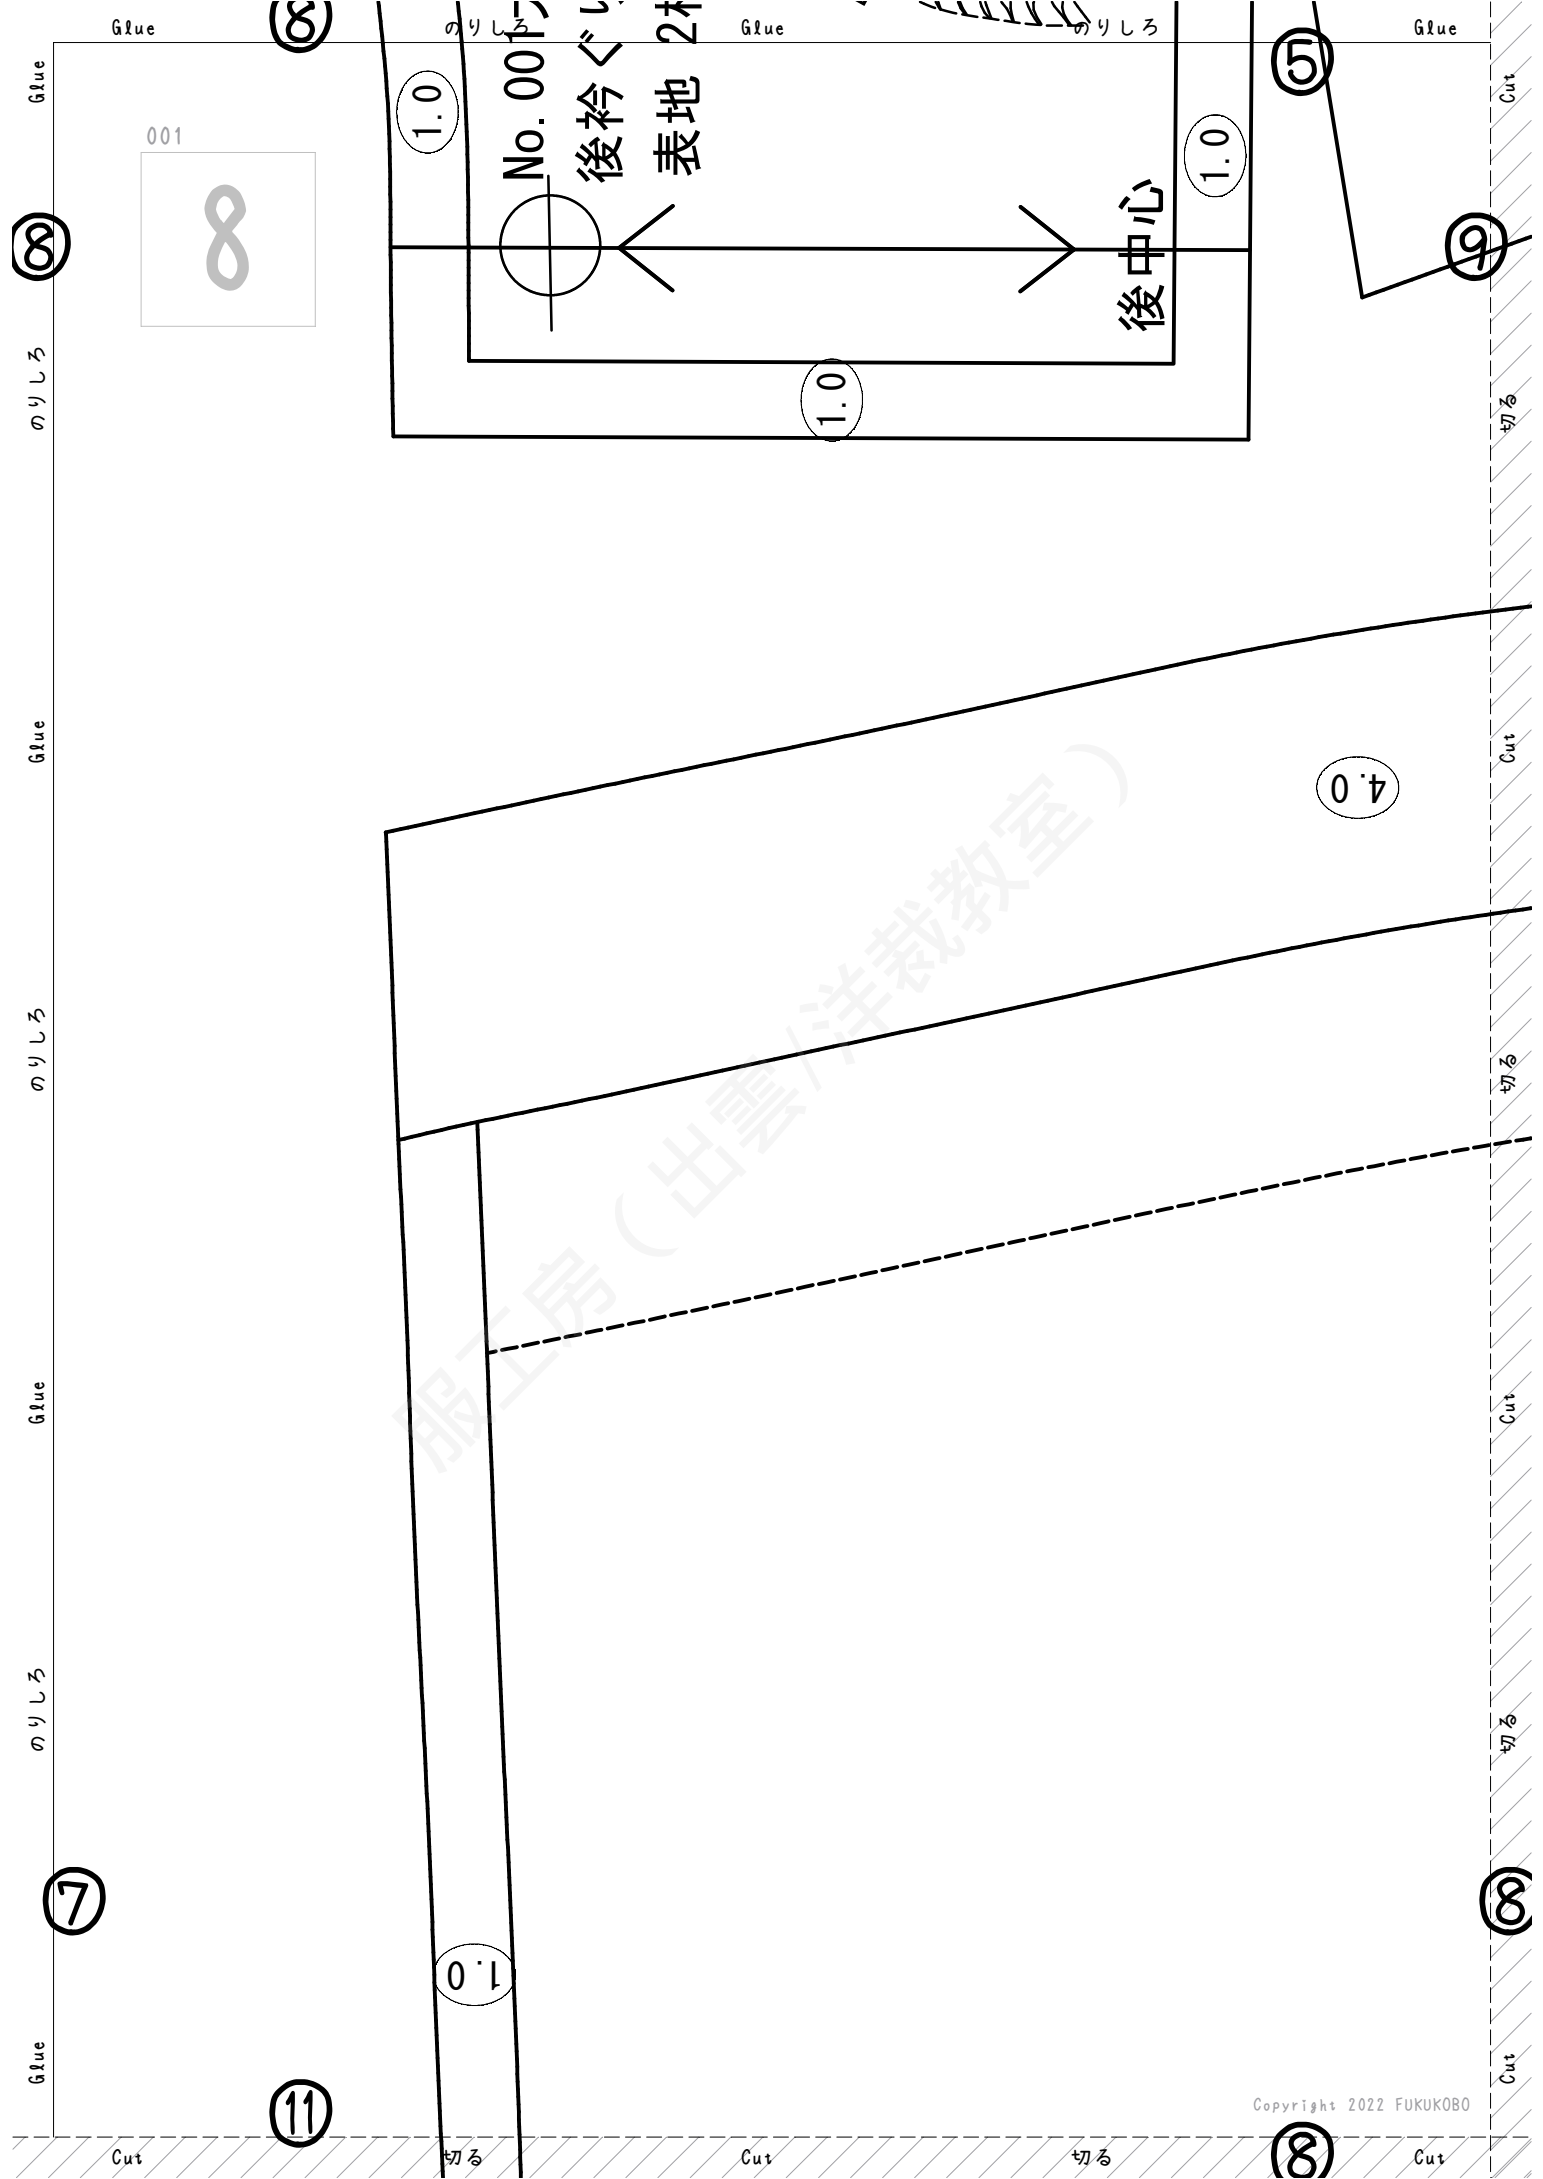 Glue
のりしろ
Glue
のりしろ
Glue
⑧
⑤
Glue
Cut
001
8
1.0
No. 001
後衿ぐり
表地 2枚
1.0
後中心
⑧
⑨
のりしろ
切る
1.0
Glue
Cut
4.0
のりしろ
切る
服工房(出雲/洋裁教室)
Glue
Cut
のりしろ
切る
⑦
⑧
1.0
Glue
Cut
⑪
Copyright 2022 FUKUKOBO
Cut
切る
Cut
切る
⑧
Cut